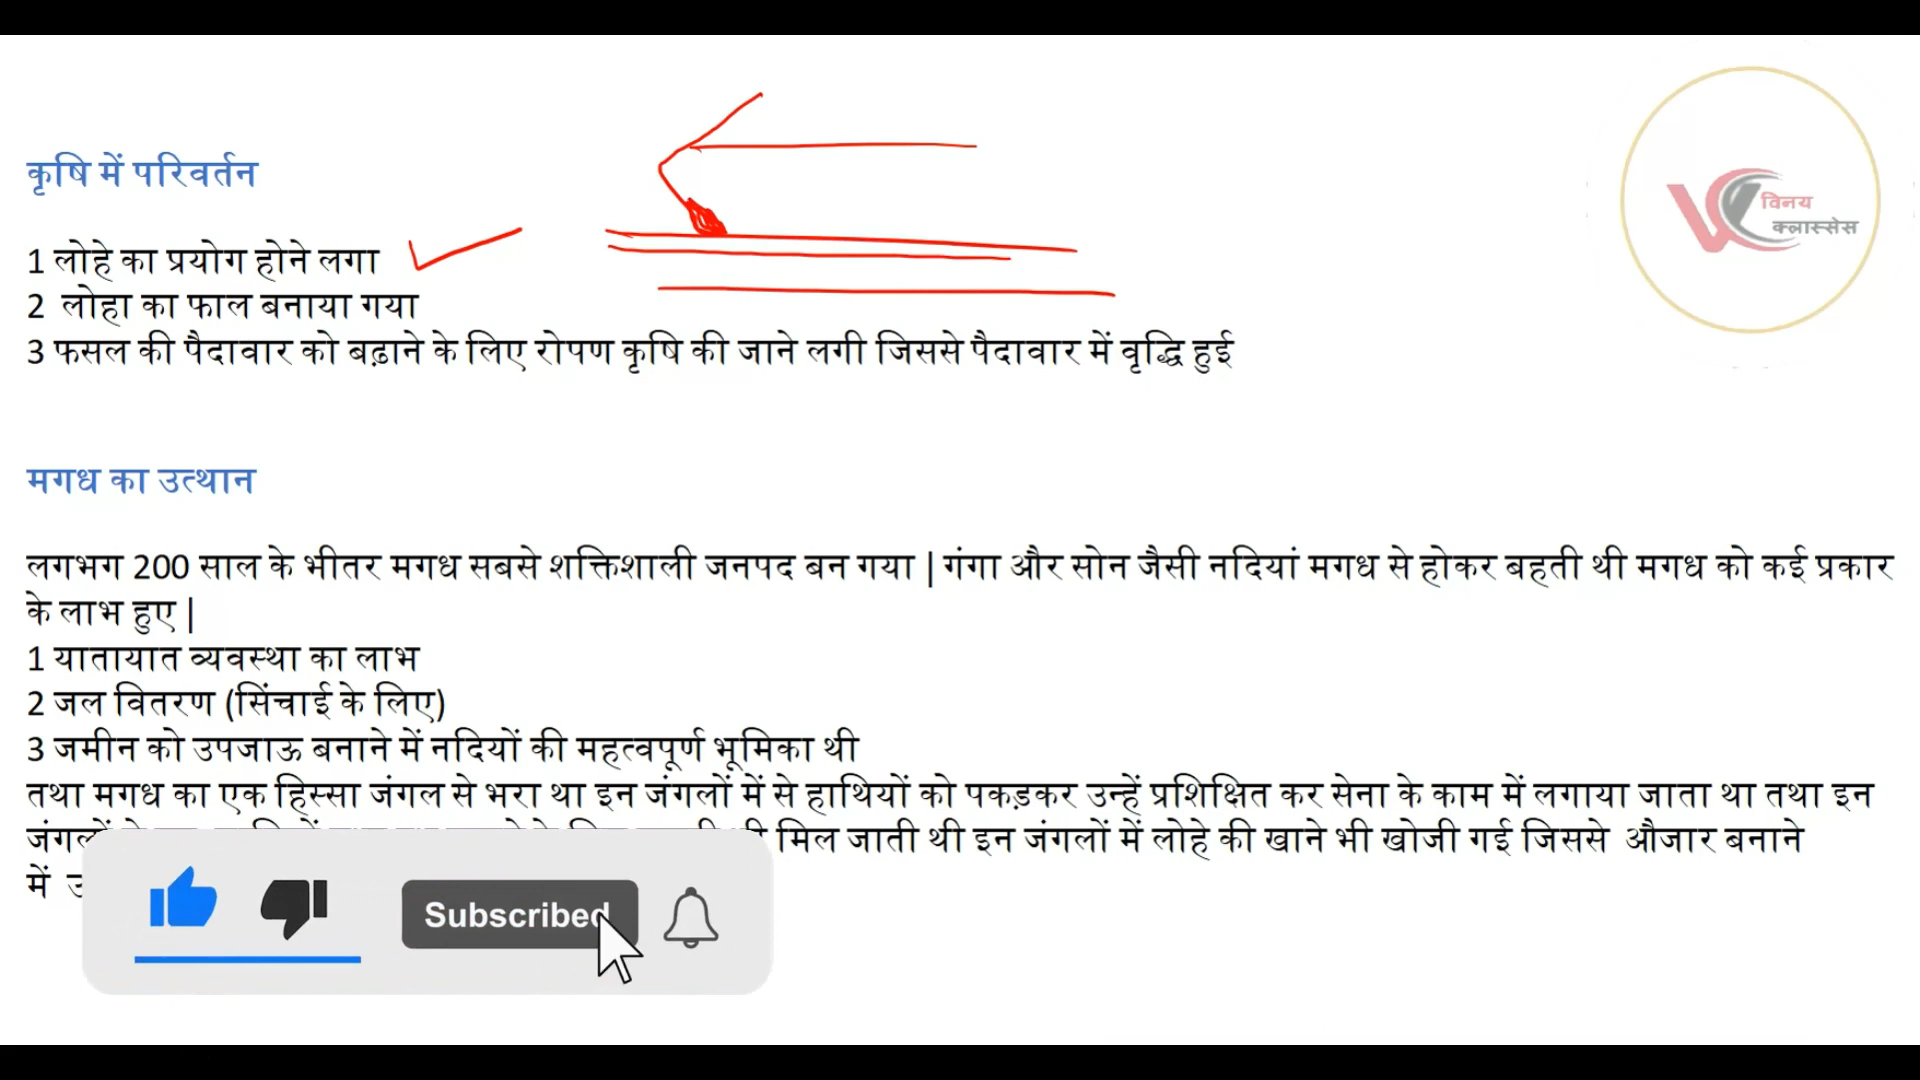 कृषि में परिवर्तन
विनय
क्लास्सेस
1 लोहे का प्रयोग होने लगा
2 लोहा का फाल बनाया गया
3 फसल की पैदावार को बढ़ाने के लिए रोपण कृषि की जाने लगी जिससे पैदावार में वृद्धि हुई
मगध का उत्थान
लगभग 200 साल के भीतर मगध सबसे शक्तिशाली जनपद बन गया | गंगा और सोन जैसी नदियां मगध से होकर बहती थी मगध को कई प्रकार
के लाभ हुए |
1 यातायात व्यवस्था का लाभ
2 जल वितरण (सिंचाई के लिए)
3 जमीन को उपजाऊ बनाने में नदियों की महत्वपूर्ण भूमिका थी
तथा मगध का एक हिस्सा जंगल से भरा था इन जंगलों में से हाथियों को पकड़कर उन्हें प्रशिक्षित कर सेना के काम में लगाया जाता था तथा इन
मिल जाती थी इन जंगलों में लोहे की खाने भी खोजी गई जिससे औजार बनाने
में
Subscribed